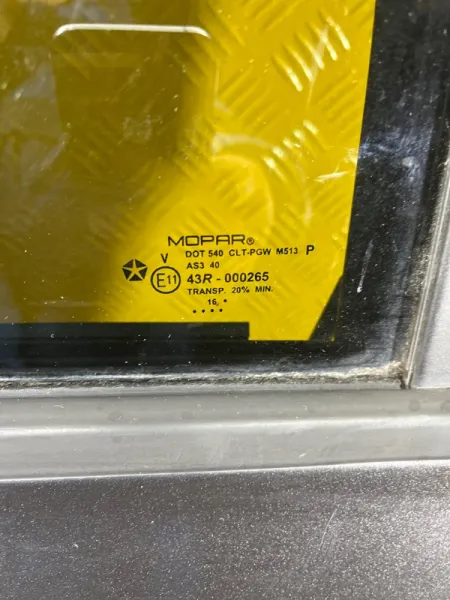 MOPAR®
V DOT 540 CLT-PGW M513 P
AS3 40
E11 43R - 000265
TRANSP. 20% MIN.
16. •
• • • •